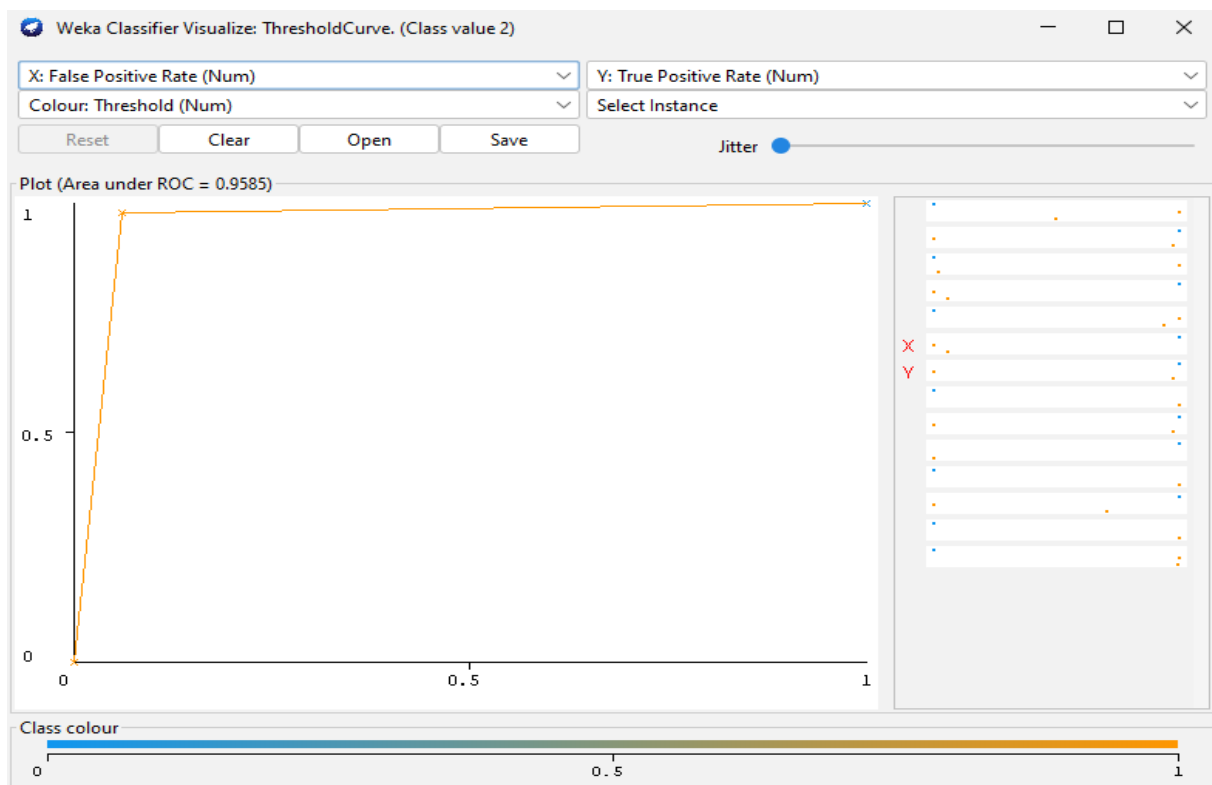 Weka Classifier Visualize: ThresholdCurve. (Class value 2)
X: False Positive Rate (Num)
Y: True Positive Rate (Num)
Colour: Threshold (Num)
Select Instance
Reset
Clear
Open
Save
Jitter
Plot (Area under ROC = 0.9585)
1
0.5
0
0
0.5
1
X
Y
Class colour
0
0.5
1